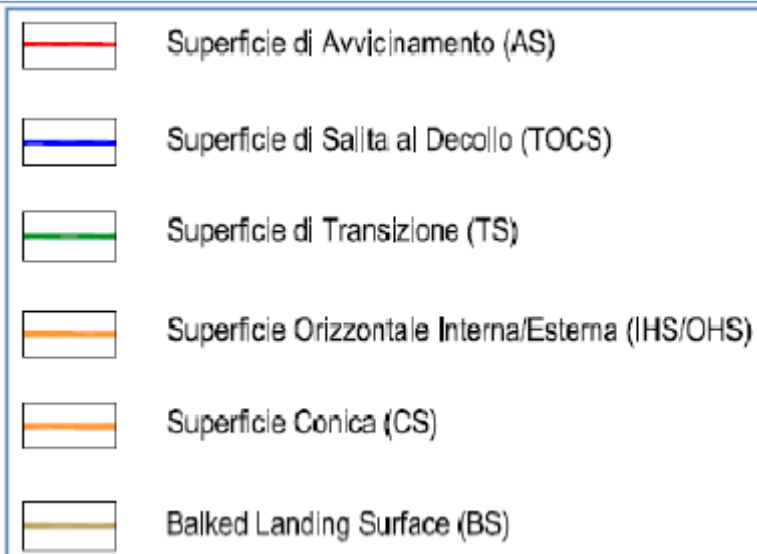 Superficie di Avvicinamento (AS)
Superficie di Salita al Decollo (TOCS)
Superficie di Transizione (TS)
Superficie Orizzontale Interna/Esterna (IHS/OHS)
Superficie Conica (CS)
Balked Landing Surface (BS)